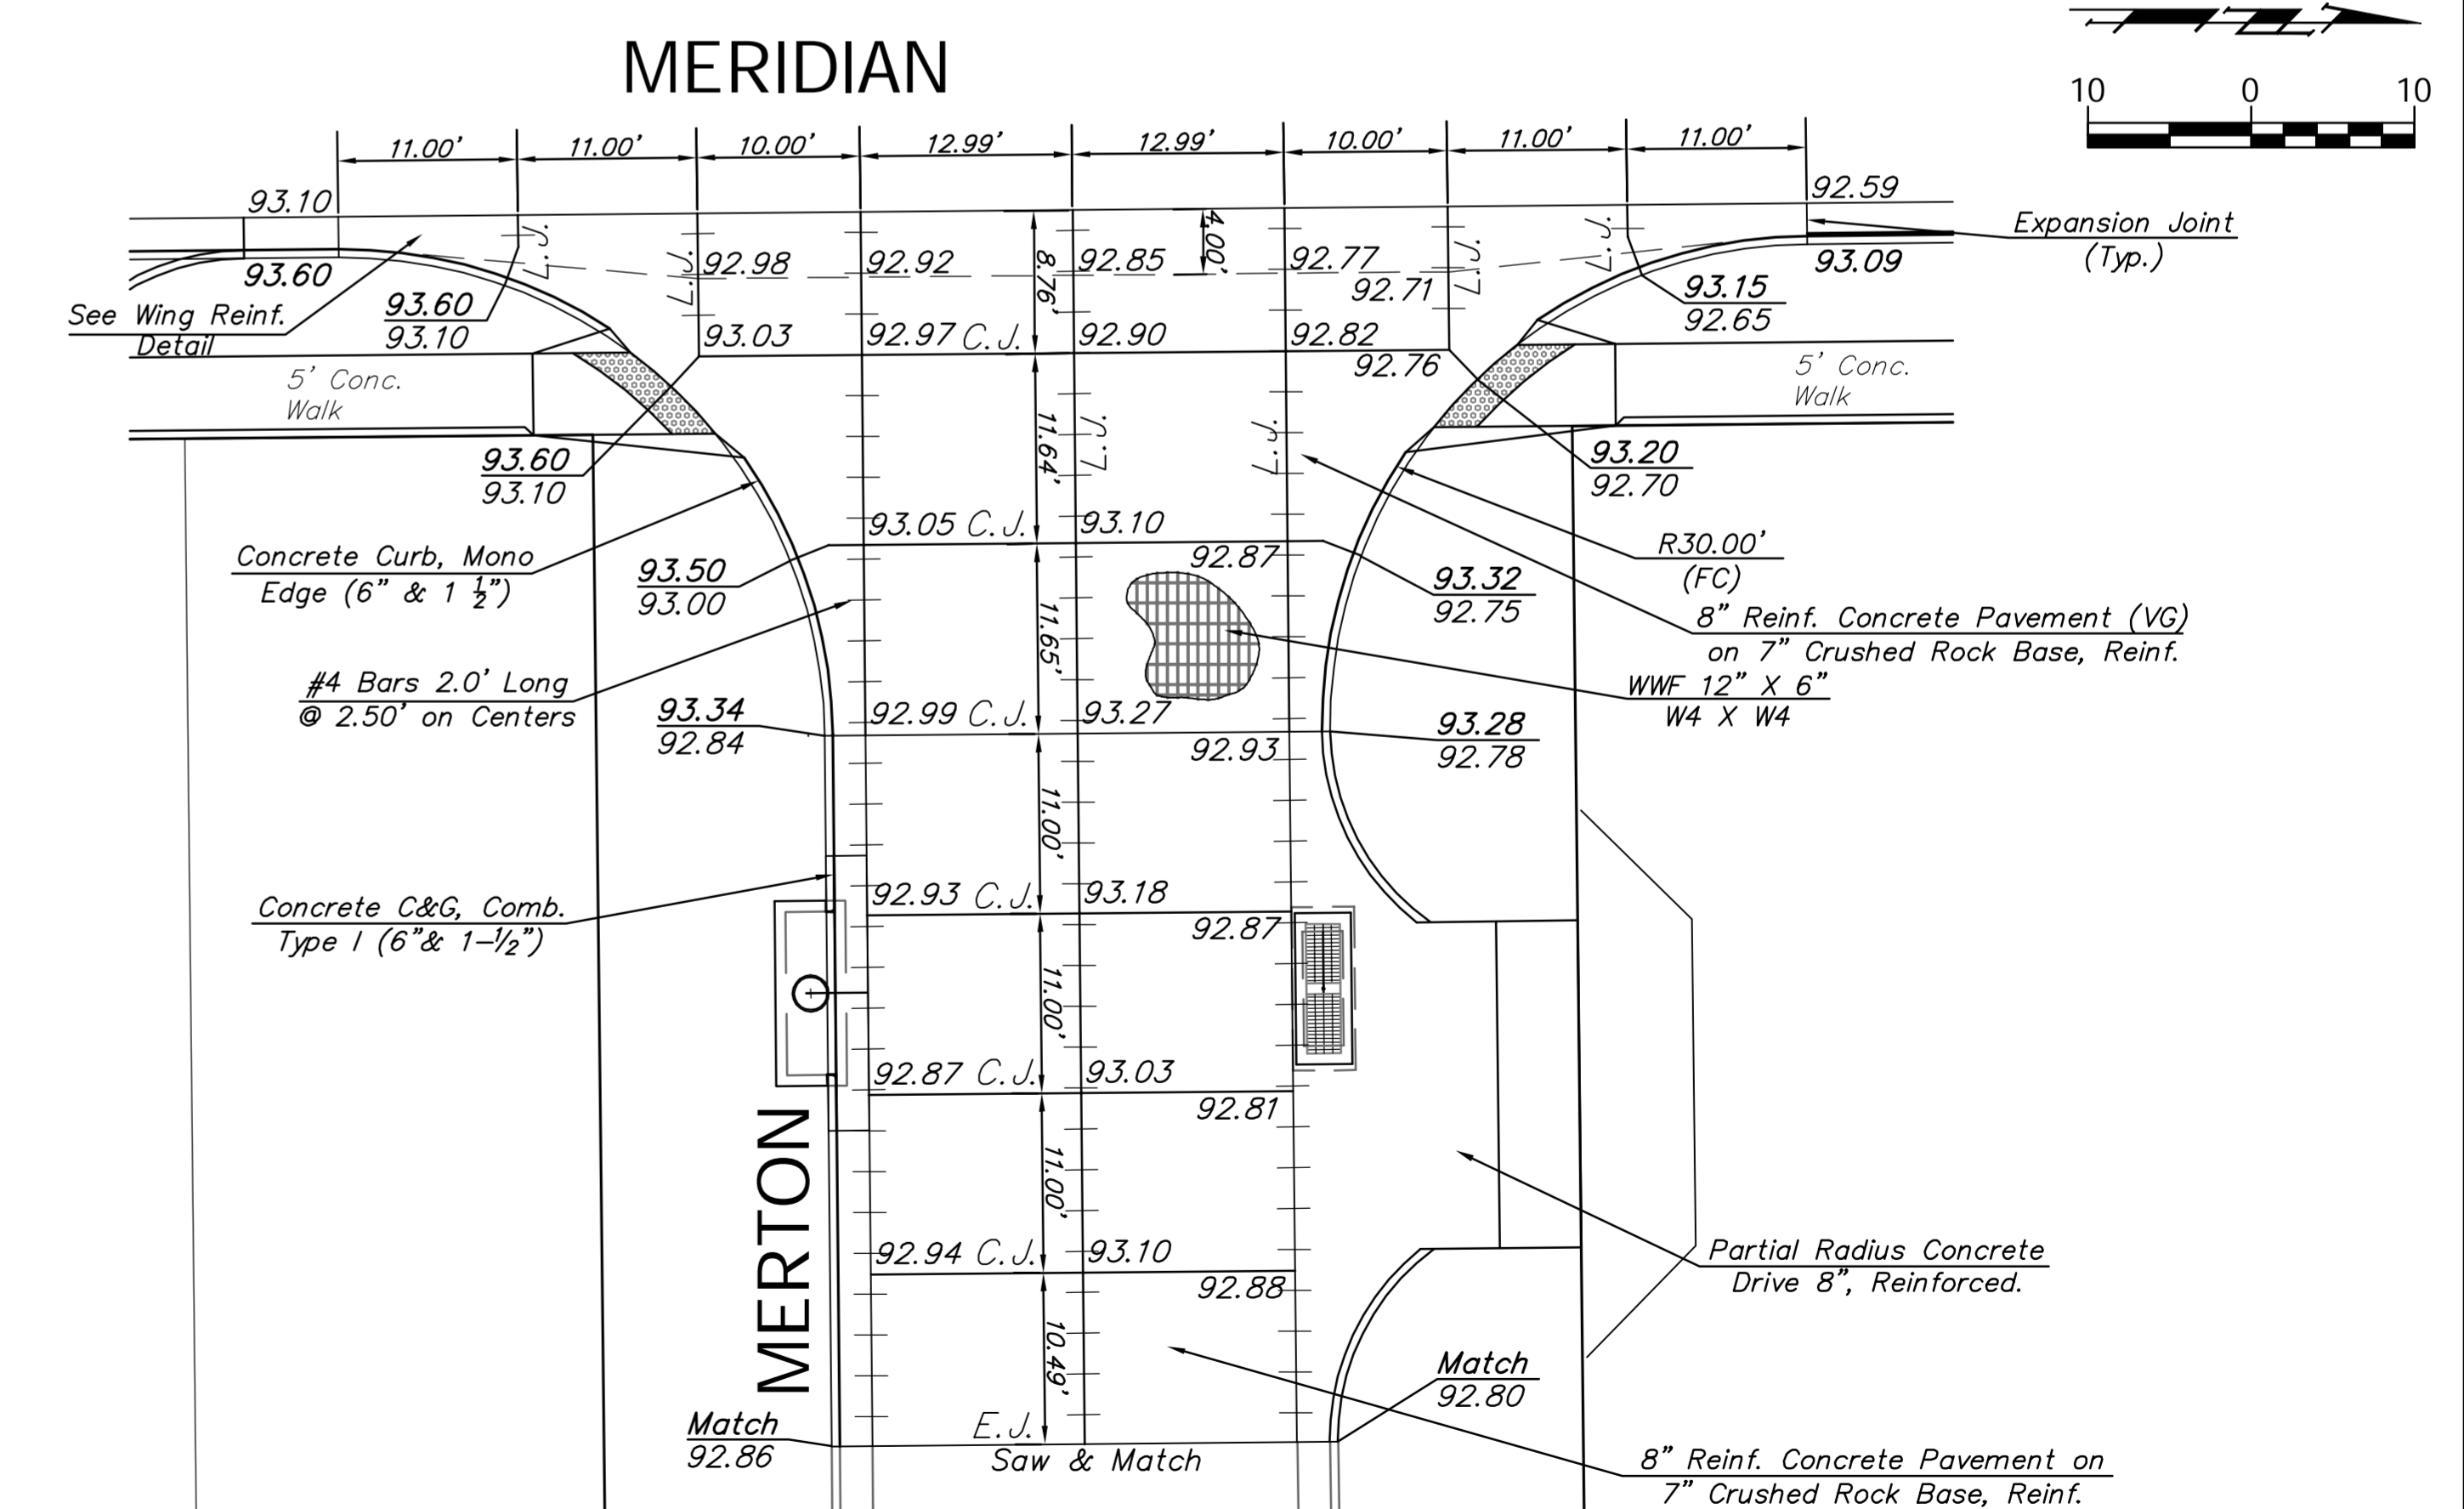 MERIDIAN
10 0 10
11.00' 11.00' 10.00' 12.99' 12.99' 10.00' 11.00' 11.00'
93.10
92.59
Expansion Joint
(Typ.)
L.J.
L.J.
L.J.
L.J.
8.76'
4.00'
92.98 92.92 92.85 92.77
92.71
93.60
93.09
See Wing Reinf.
Detail
93.60
93.10
93.15
92.65
93.03 92.97 C.J. 92.90 92.82
92.76
5' Conc.
Walk
5' Conc.
Walk
11.64'
L.J.
L.J.
93.60
93.10
93.20
92.70
93.05 C.J. 93.10
92.87
R30.00'
(FC)
Concrete Curb, Mono
Edge (6" & 1 ½")
93.50
93.00
93.32
92.75
11.65'
8" Reinf. Concrete Pavement (VG)
on 7" Crushed Rock Base, Reinf.
#4 Bars 2.0' Long
@ 2.50' on Centers
WWF 12" X 6"
W4 X W4
93.34
92.84
92.99 C.J. 93.27
92.93
93.28
92.78
11.00'
92.93 C.J. 93.18
92.87
Concrete C&G, Comb.
Type I (6"& 1-½")
11.00'
92.87 C.J. 93.03
92.81
MERTON
11.00'
92.94 C.J. 93.10
92.88
Partial Radius Concrete
Drive 8", Reinforced.
10.49'
Match
92.80
Match
92.86
E.J.
Saw & Match
8" Reinf. Concrete Pavement on
7" Crushed Rock Base, Reinf.